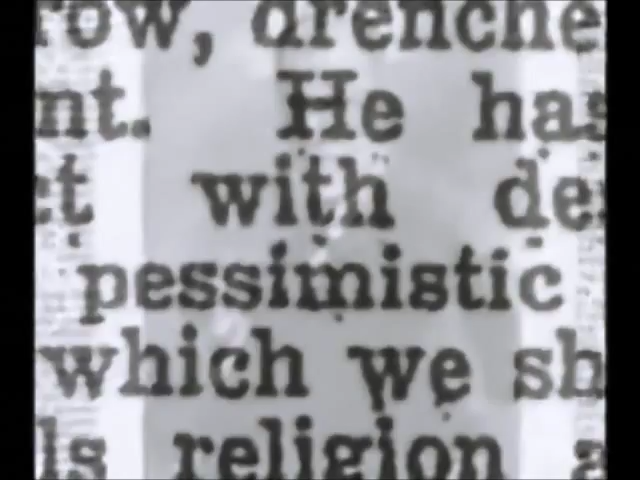 row, drenche
nt. He has
t with de
pessimistic
which we sh
ls religion a